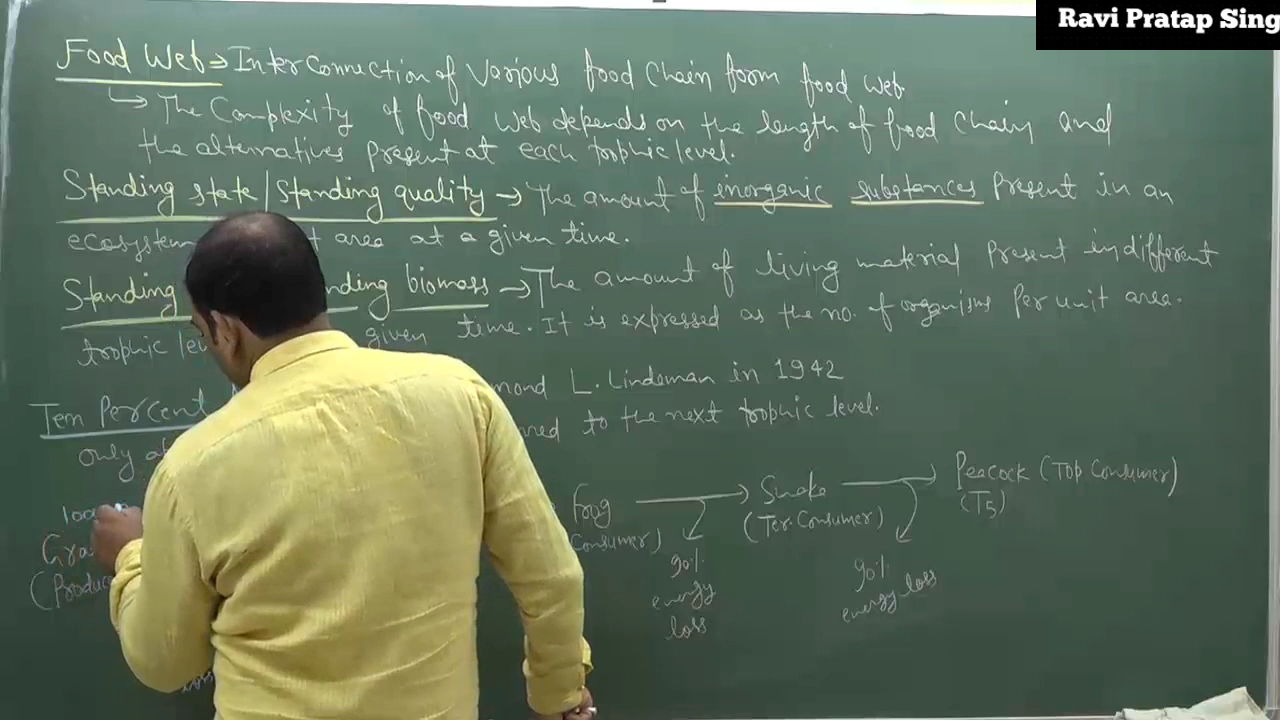 Ravi Pratap Sing
Food Web ⇒ Interconnection of various food chain form food web.
↳ The Complexity of food web depends on the length of food chain and
the alternatives present at each trophic level.
Standing state/Standing quality → The amount of inorganic substances present in an
ecosystem area at a given time.
Standing biomass → The amount of living material present in different
trophic given time. It is expressed as the no. of organisms per unit area.
Ten Percent L. Lindeman in 1942
only to the next trophic level.
Frog → Snake → Peacock (Top Consumer)
Consumer) (Ter. Consumer) (T5)
90% energy loss
90% energy loss
loss